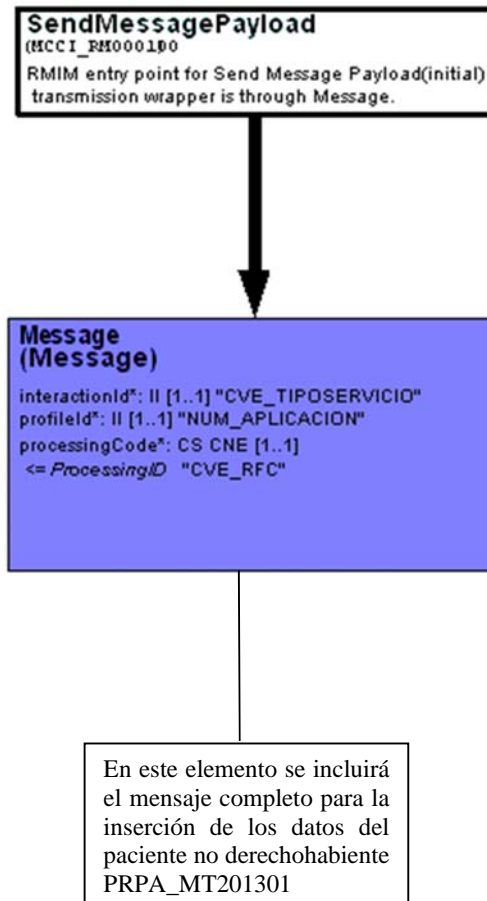 SendMessagePayload
(MCCI_RM000100
RMIM entry point for Send Message Payload(initial)
transmission wrapper is through Message.
Message
(Message)
interactionId*: II [1..1] "CVE_TIPOSERVICIO"
profileId*: II [1..1] "NUM_APLICACION"
processingCode*: CS CNE [1..1]
<= ProcessingID "CVE_RFC"
En este elemento se incluirá
el mensaje completo para la
inserción de los datos del
paciente no derechohabiente
PRPA_MT201301